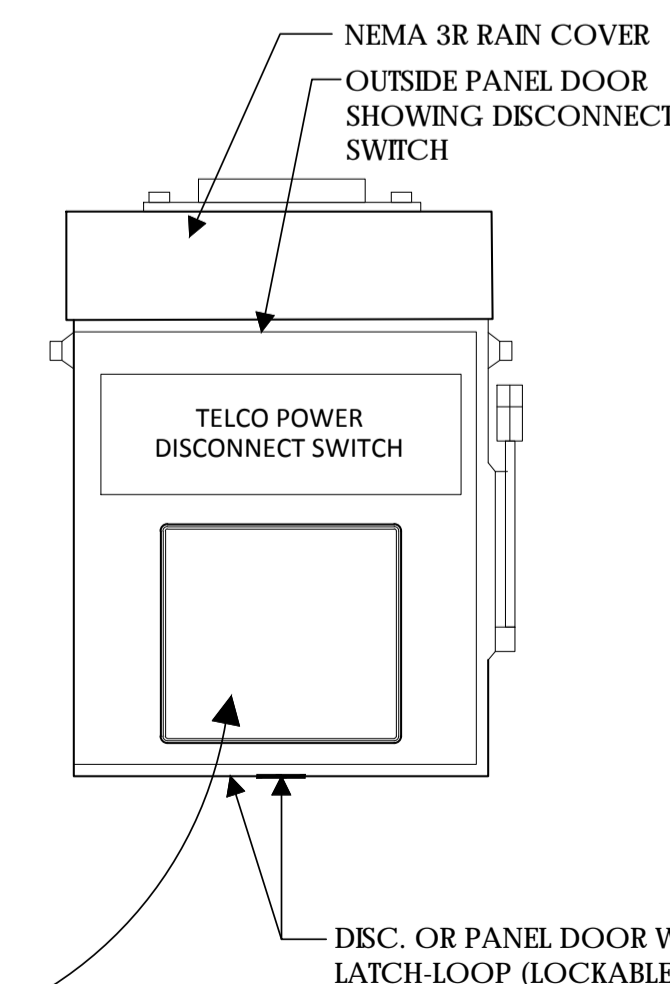 NEMA 3R RAIN COVER
OUTSIDE PANEL DOOR
SHOWING DISCONNECT
SWITCH
TELCO POWER
DISCONNECT SWITCH
DISC. OR PANEL DOOR W
LATCH-LOOP (LOCKABLE